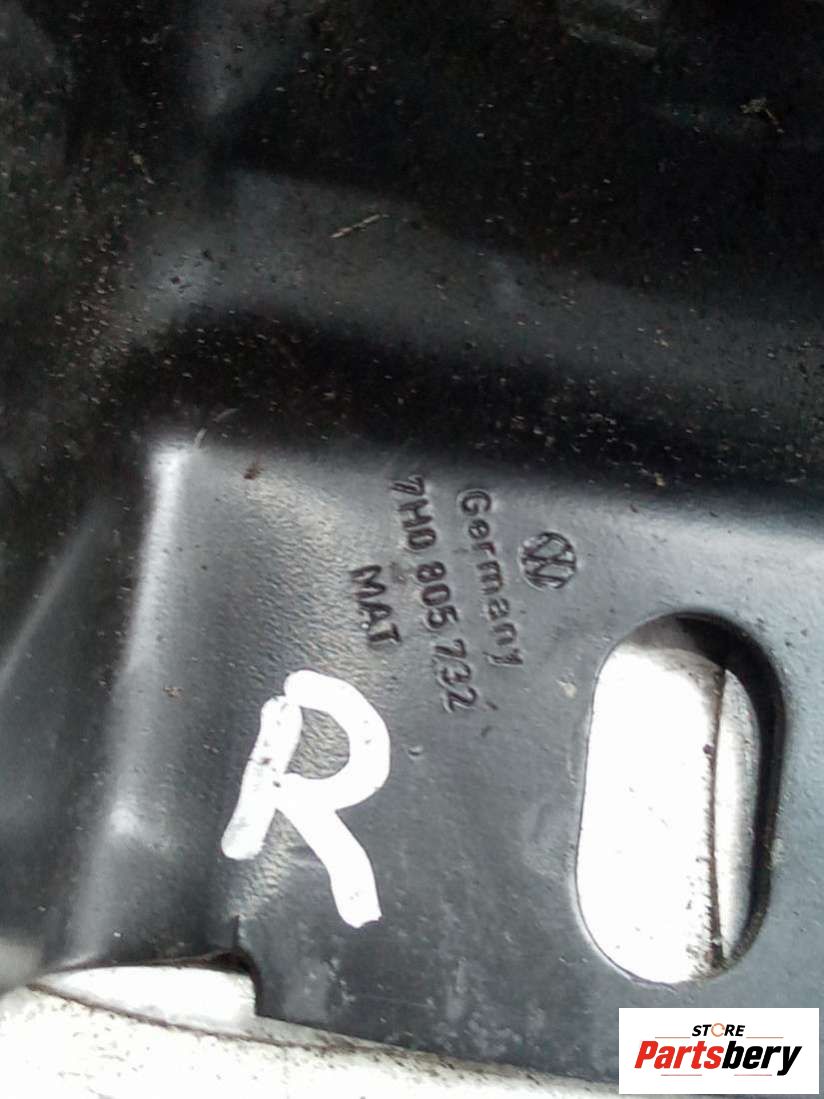 Germany
7H0 805 732
MAT
R
STORE
Partsbery